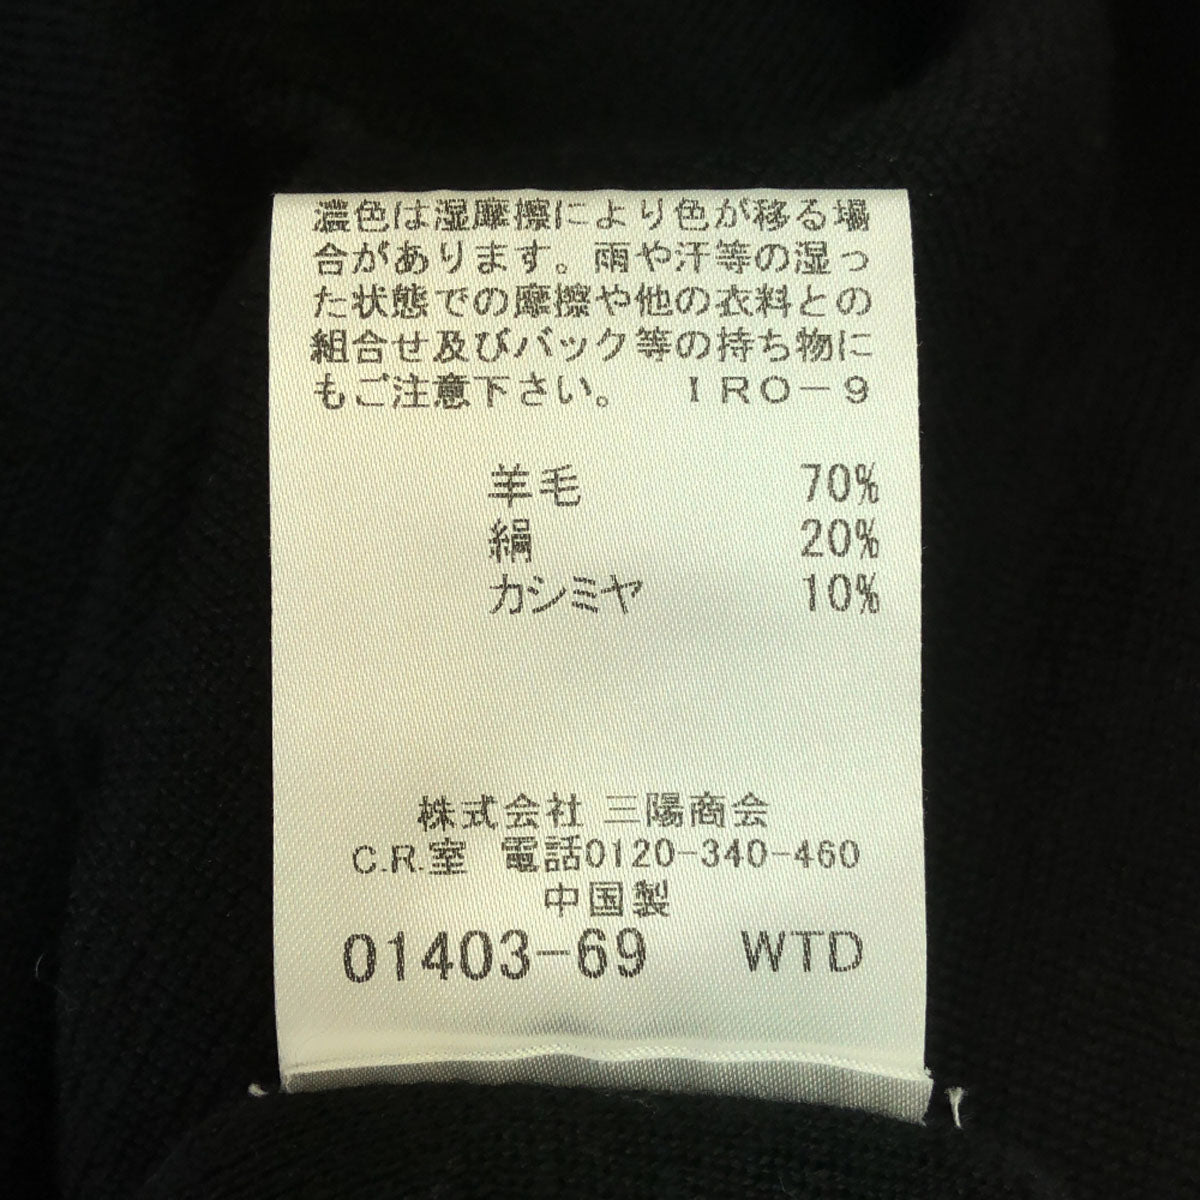 濃色は湿摩擦により色が移る場
合があります。雨や汗等の湿っ
た状態での摩擦や他の衣料との
組合せ及びバック等の持ち物に
もご注意下さい。 IRO-9
羊毛 70%
絹 20%
カシミヤ 10%
株式会社 三陽商会
C.R.室 電話0120-340-460
中国製
01403-69 WTD